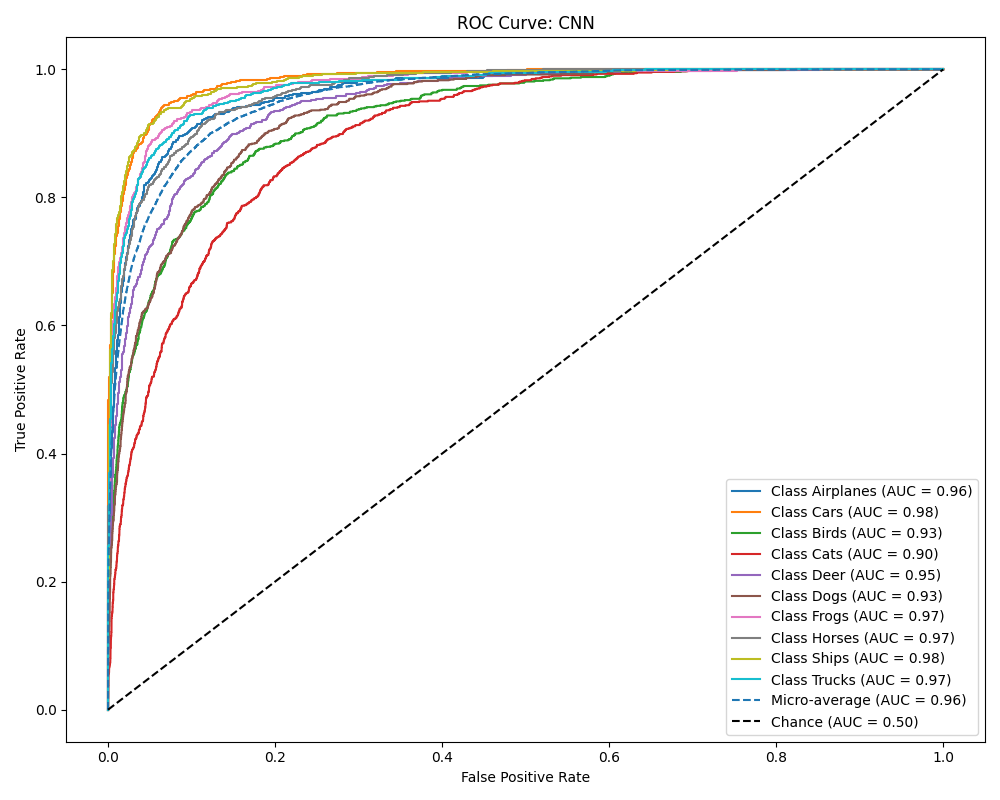 ROC Curve: CNN
True Positive Rate
1.0
0.8
0.6
0.4
0.2
0.0
Class Airplanes (AUC = 0.96)
Class Cars (AUC = 0.98)
Class Birds (AUC = 0.93)
Class Cats (AUC = 0.90)
Class Deer (AUC = 0.95)
Class Dogs (AUC = 0.93)
Class Frogs (AUC = 0.97)
Class Horses (AUC = 0.97)
Class Ships (AUC = 0.98)
Class Trucks (AUC = 0.97)
Micro-average (AUC = 0.96)
Chance (AUC = 0.50)
0.0 0.2 0.4 0.6 0.8 1.0
False Positive Rate